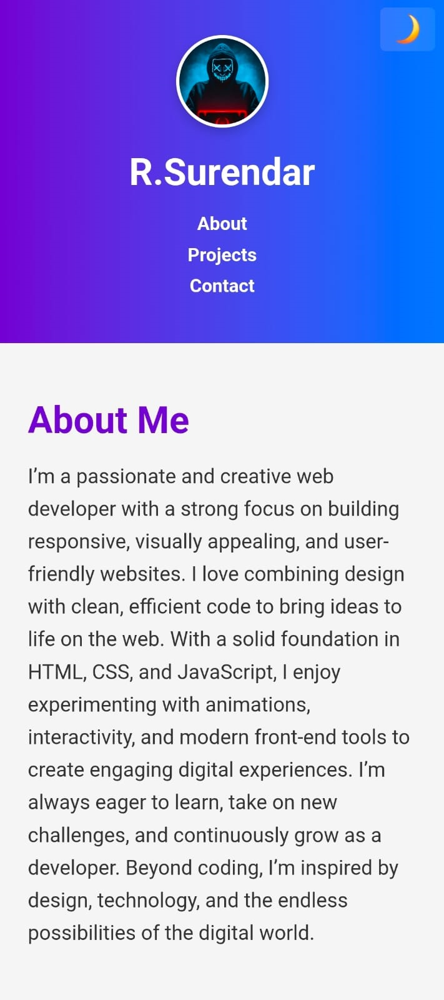 R.Surendar
About
Projects
Contact
About Me
I’m a passionate and creative web
developer with a strong focus on building
responsive, visually appealing, and user-
friendly websites. I love combining design
with clean, efficient code to bring ideas to
life on the web. With a solid foundation in
HTML, CSS, and JavaScript, I enjoy
experimenting with animations,
interactivity, and modern front-end tools to
create engaging digital experiences. I’m
always eager to learn, take on new
challenges, and continuously grow as a
developer. Beyond coding, I’m inspired by
design, technology, and the endless
possibilities of the digital world.